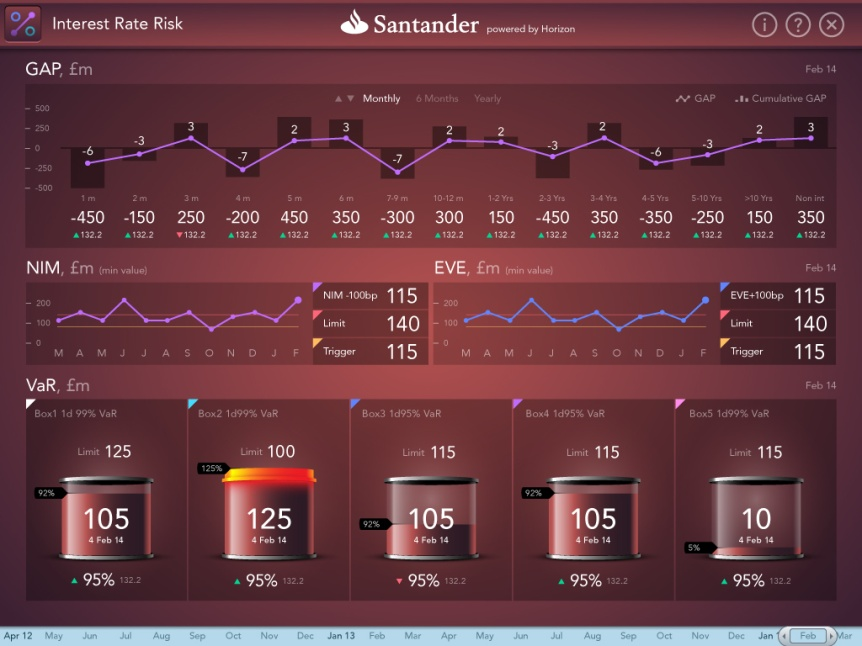 Interest Rate Risk
Santander powered by Horizon
GAP, £m
Feb 14
Monthly 6 Months Yearly
GAP
Cumulative GAP
500
250
0
-250
-500
-6 -3 3 -7 2 3 -7 2 2 -3 2 -6 -3 2 3
1 m 2 m 3 m 4 m 5 m 6 m 7-9 m 10-12 m 1-2 Yrs 2-3 Yrs 3-4 Yrs 4-5 Yrs 5-10 Yrs >10 Yrs Non int
-450 -150 250 -200 450 350 -300 300 150 -450 350 -350 -250 150 350
▲132.2 ▲132.2 ▼132.2 ▲132.2 ▲132.2 ▲132.2 ▲132.2 ▲132.2 ▲132.2 ▲132.2 ▲132.2 ▲132.2 ▲132.2 ▲132.2 ▲132.2
NIM, £m (min value)
200
100
0
M A M J J A S O N D J F
NIM -100bp 115
Limit 140
Trigger 115
EVE, £m (min value)
Feb 14
200
100
0
M A M J J A S O N D J F
EVE+100bp 115
Limit 140
Trigger 115
VaR, £m
Feb 14
Box1 1d 99% VaR
Limit 125
92%
105
4 Feb 14
▲ 95% 132.2
Box2 1d99% VaR
Limit 100
125%
125
4 Feb 14
▲ 95% 132.2
Box3 1d95% VaR
Limit 115
92%
105
4 Feb 14
▼ 95% 132.2
Box4 1d95% VaR
Limit 115
92%
105
4 Feb 14
▲ 95% 132.2
Box5 1d99% VaR
Limit 115
5%
10
4 Feb 14
▲ 95% 132.2
Apr 12 May Jun Jul Aug Sep Oct Nov Dec Jan 13 Feb Mar Apr May Jun Jul Aug Sep Oct Nov Dec Jan 1 Feb Mar